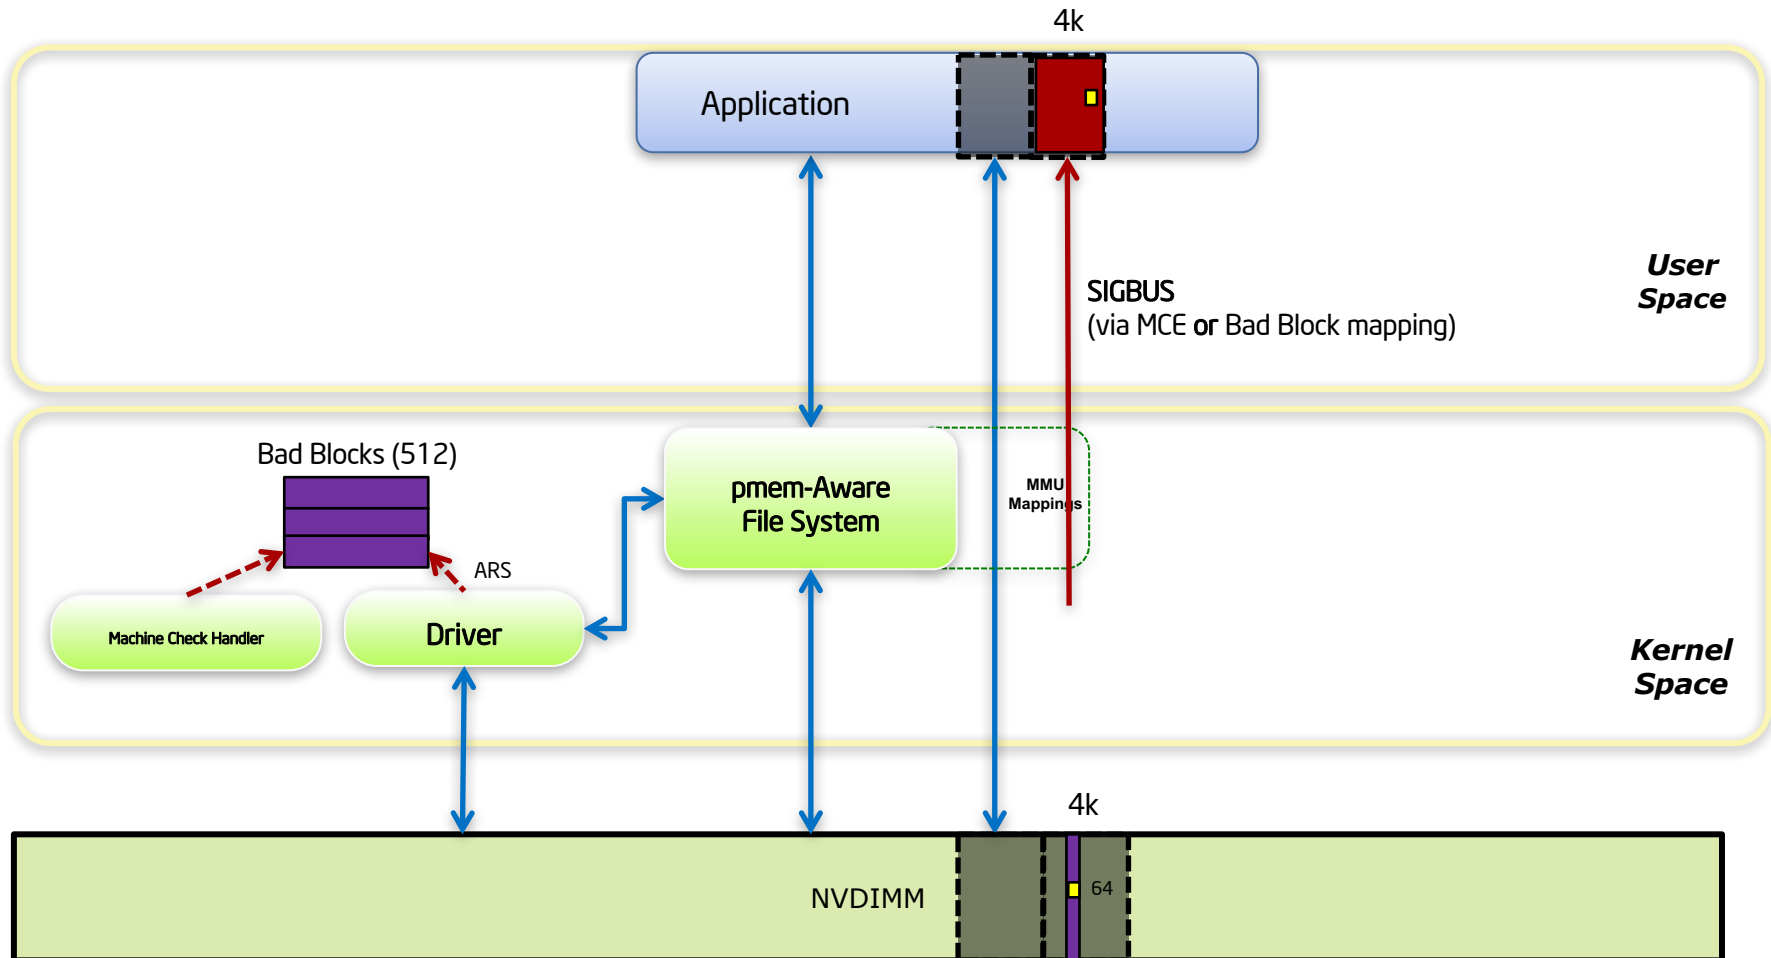 4k
Application
User
Space
SIGBUS
(via MCE or Bad Block mapping)
Bad Blocks (512)
pmem-Aware
File System
MMU
Mappings
ARS
Machine Check Handler
Driver
Kernel
Space
4k
NVDIMM
64